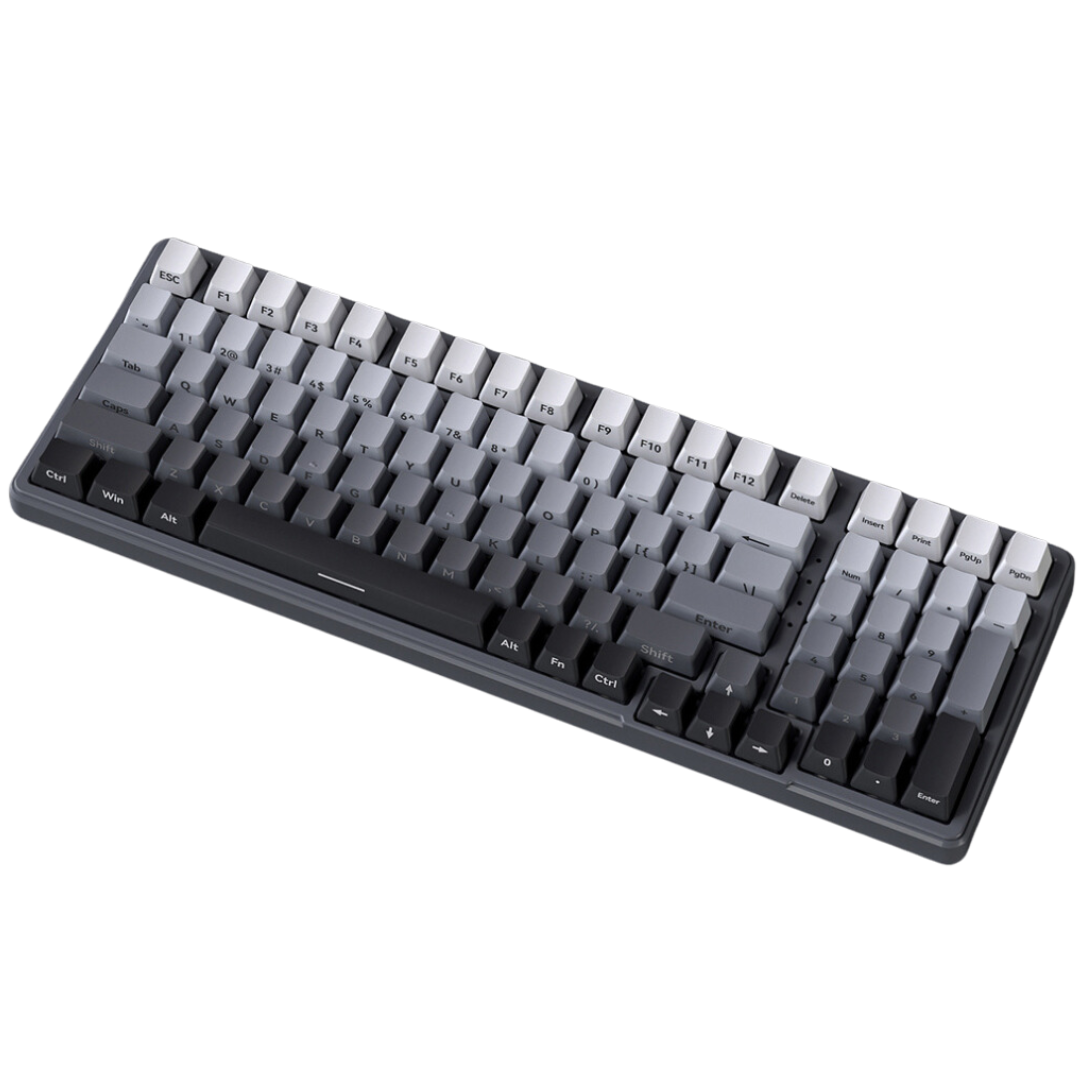 ESC F1 F2 F3 F4 F5 F6 F7 F8 F9 F10 F11 F12 Delete Insert Print PgUp PgDn
` ~ 1 ! 2 @ 3 # 4 $ 5 % 6 ^ 7 & 8 * 0 ) - _ = + ← Num / * -
Tab Q W E R T Y U I O P [ { } ] \ | 7 8 9 +
Caps A S D F G H J K L ; : ' " Enter 4 5 6
Shift Z X C V B N M , < . > ? / Shift ↑ 1 2 3
Ctrl Win Alt Alt Fn Ctrl ← ↓ → 0 . Enter